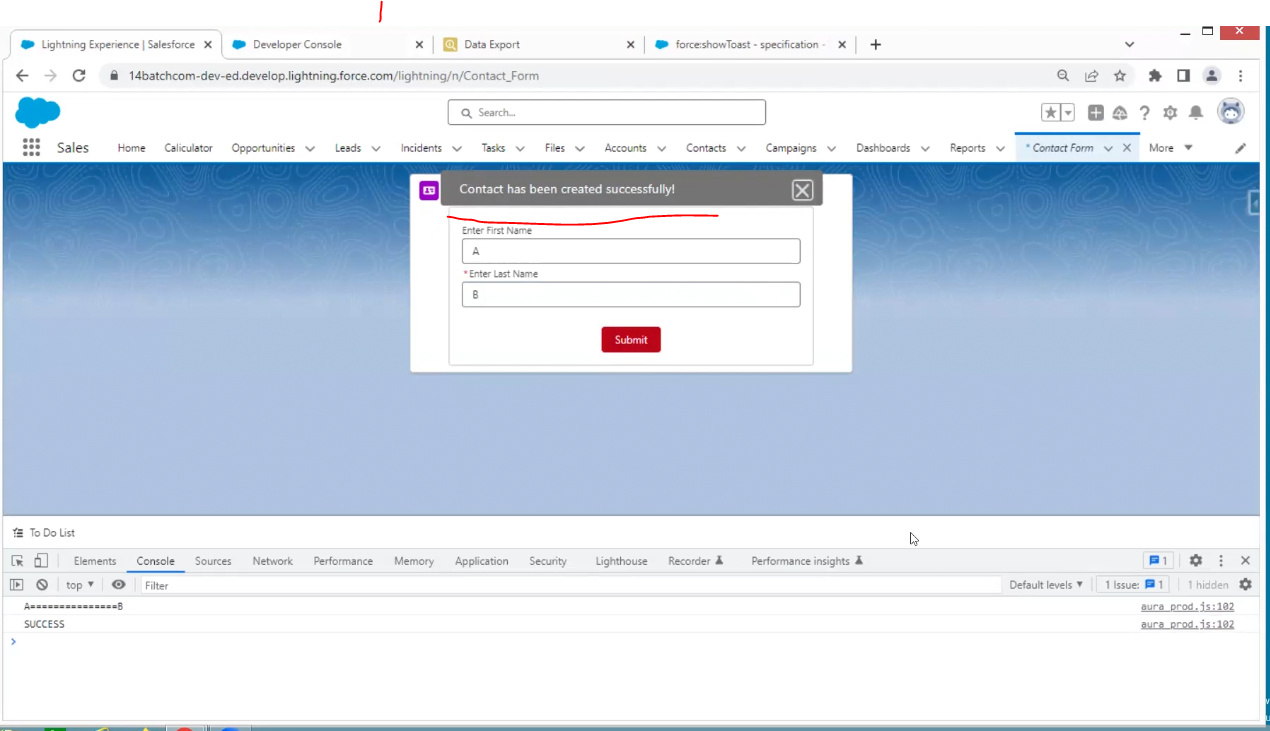 Lightning Experience | Salesforce
Developer Console
Data Export
force:showToast - specification -
14batchcom-dev-ed.develop.lightning.force.com/lightning/n/Contact_Form
Search...
Sales Home Caliculator Opportunities Leads Incidents Tasks Files Accounts Contacts Campaigns Dashboards Reports * Contact Form More
Contact has been created successfully!
Enter First Name
A
*Enter Last Name
B
Submit
To Do List
Elements Console Sources Network Performance Memory Application Security Lighthouse Recorder Performance insights 1
top Filter Default levels 1 Issue: 1 1 hidden
A===============B aura_prod.js:102
SUCCESS aura_prod.js:102